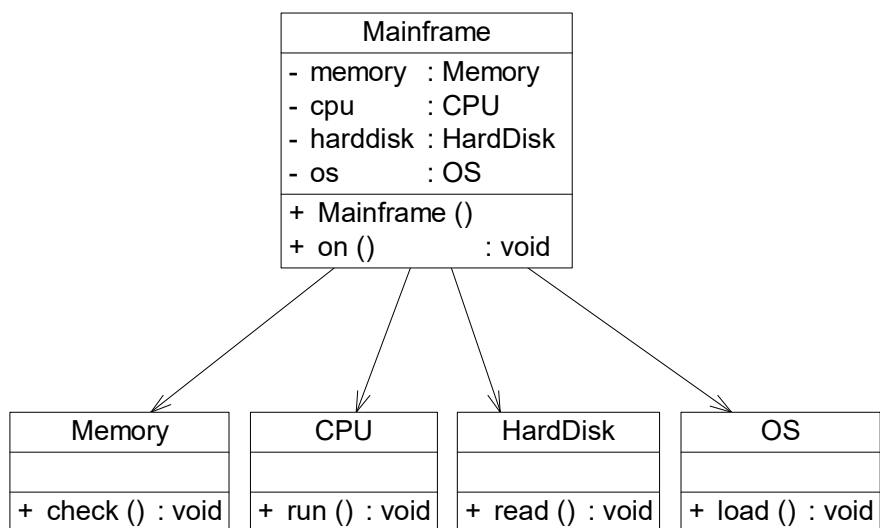 Mainframe
- memory : Memory
- cpu : CPU
- harddisk : HardDisk
- os : OS
+ Mainframe ()
+ on () : void
Memory
+ check () : void
CPU
+ run () : void
HardDisk
+ read () : void
OS
+ load () : void